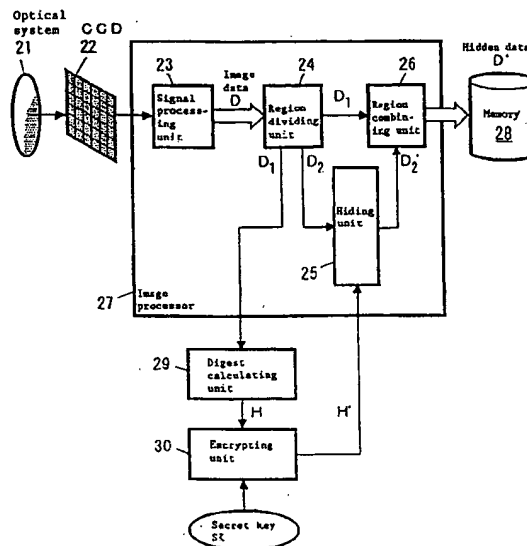 Optical
system
21
CCD
22
23
Signal
process-
ing
unit
Image
data
D
24
Region
dividing
unit
D1
26
Region
combin-
ing unit
Hidden data
D'
Memory
28
D1
D2
D2'
Hiding
unit
25
27
Image
processor
29
Digest
calculating
unit
H
H'
30
Encrypting
unit
Secret key
SK